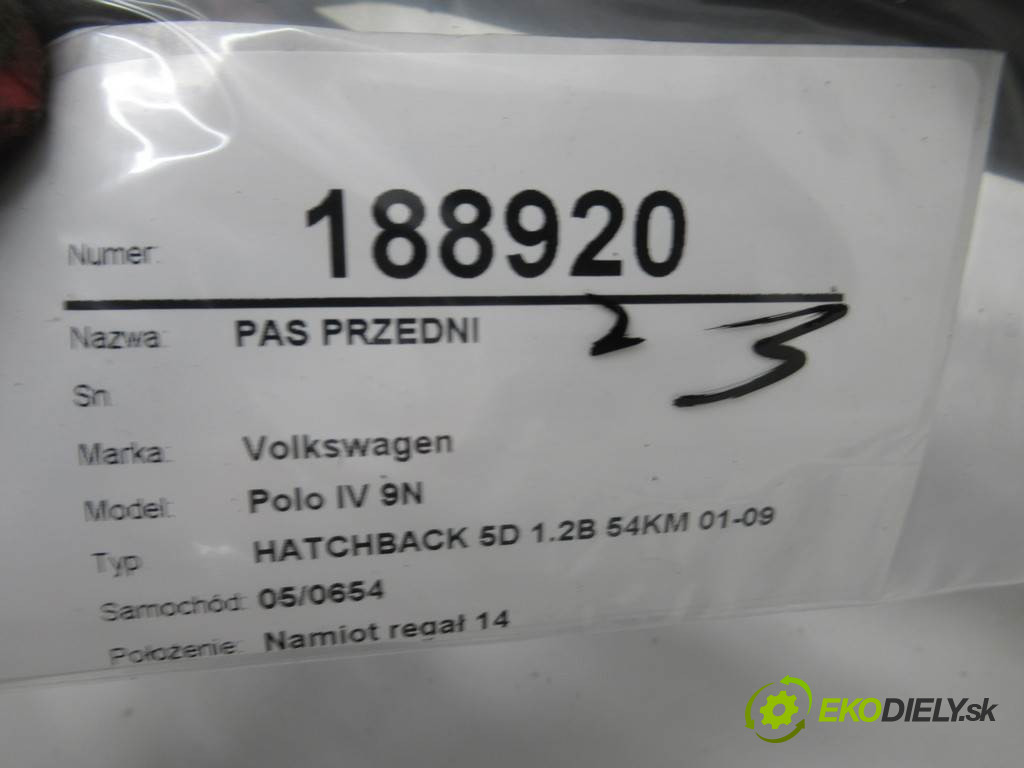 Numer: 188920
Nazwa: PAS PRZEDNI 2 3
Sn
Marka: Volkswagen
Model: Polo IV 9N
Typ HATCHBACK 5D 1.2B 54KM 01-09
Samochód: 05/0654
Położenie: Namiot regał 14
EKODIELY.sk